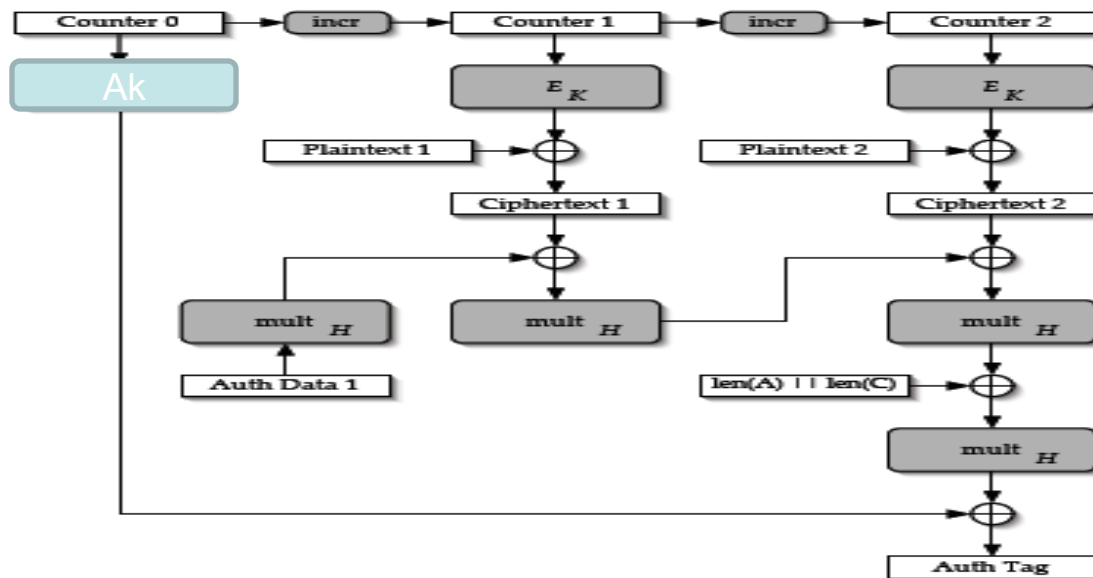 Counter 0
incr
Counter 1
incr
Counter 2
Ak
E K
E K
Plaintext 1
Plaintext 2
Ciphertext 1
Ciphertext 2
mult H
mult H
mult H
Auth Data 1
len(A) || len(C)
mult H
Auth Tag